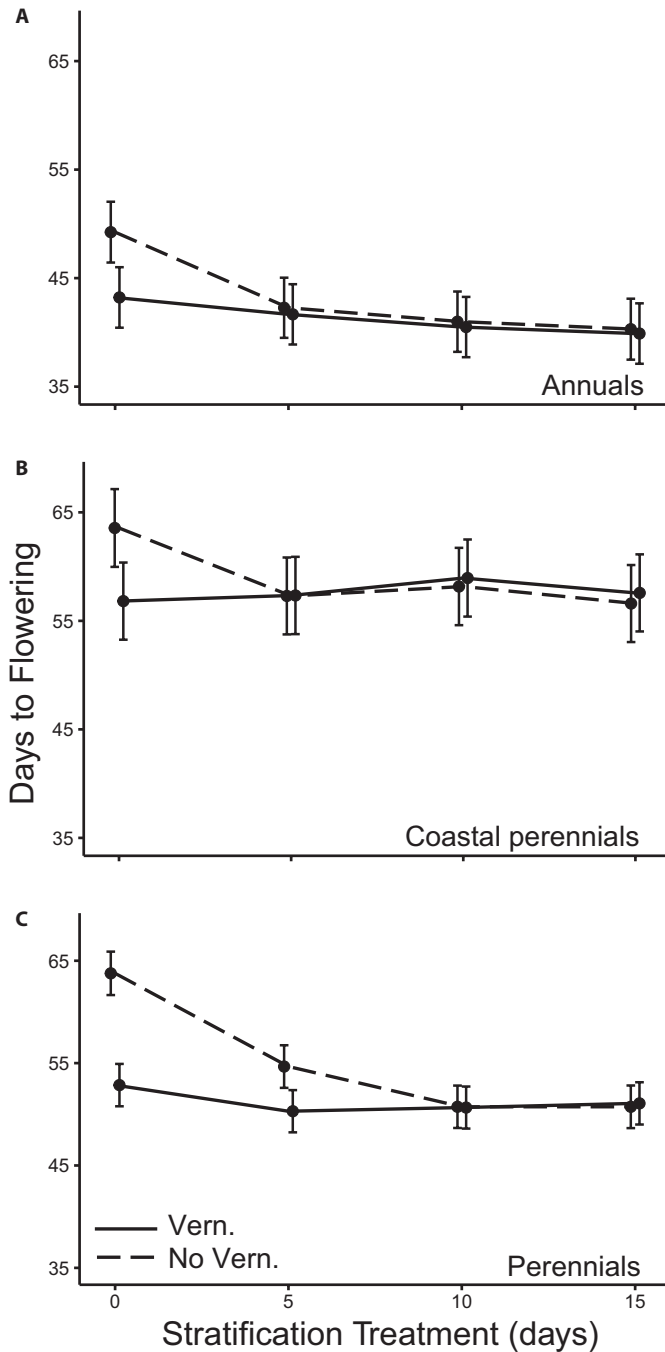 A
65
55
45
35
Annuals
B
65
55
45
35
Coastal perennials
C
65
55
45
35
Vern.
No Vern.
Perennials
0 5 10 15
Stratification Treatment (days)
Days to Flowering